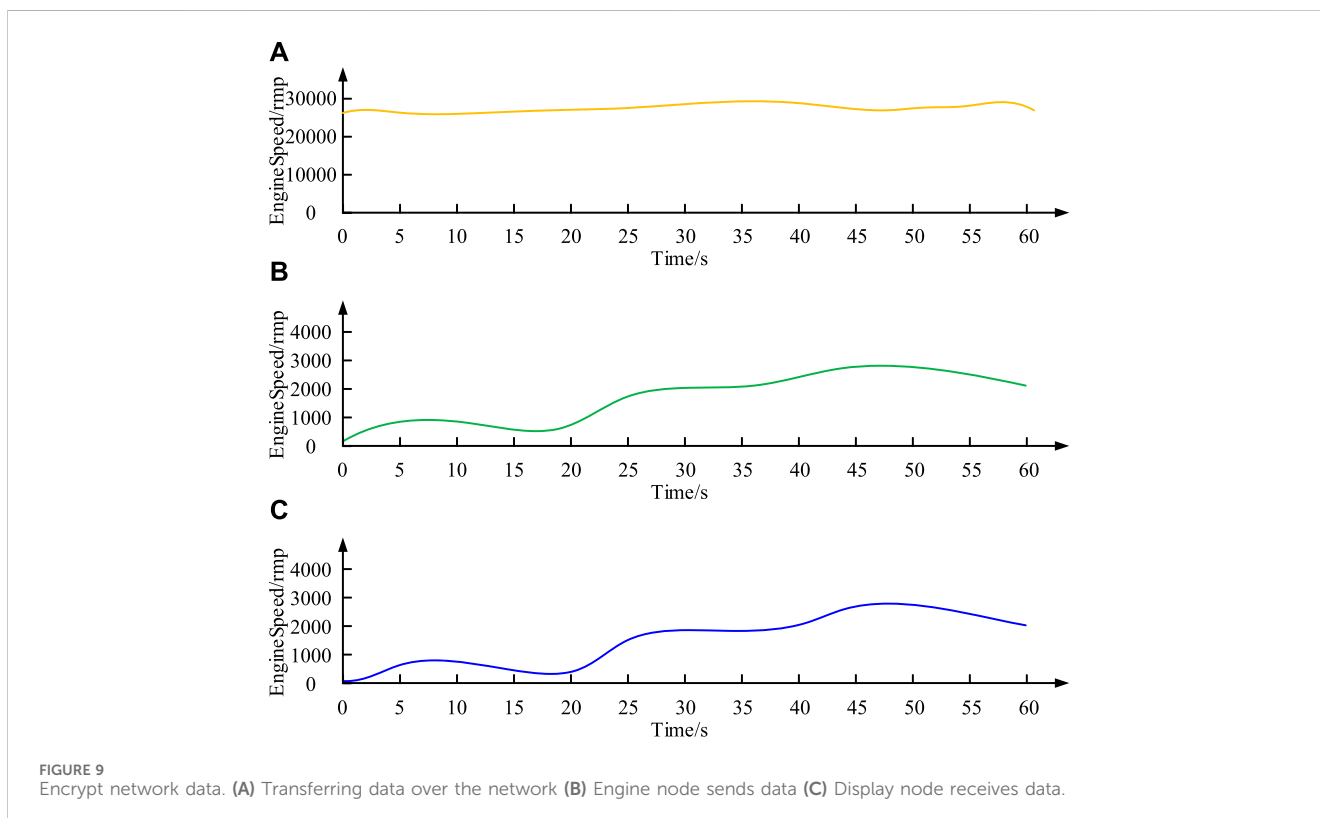 A
EngineSpeed/rmp
30000
20000
10000
0
0 5 10 15 20 25 30 35 40 45 50 55 60
Time/s
B
EngineSpeed/rmp
4000
3000
2000
1000
0
0 5 10 15 20 25 30 35 40 45 50 55 60
Time/s
C
EngineSpeed/rmp
4000
3000
2000
1000
0
0 5 10 15 20 25 30 35 40 45 50 55 60
Time/s
FIGURE 9
Encrypt network data. (A) Transferring data over the network (B) Engine node sends data (C) Display node receives data.